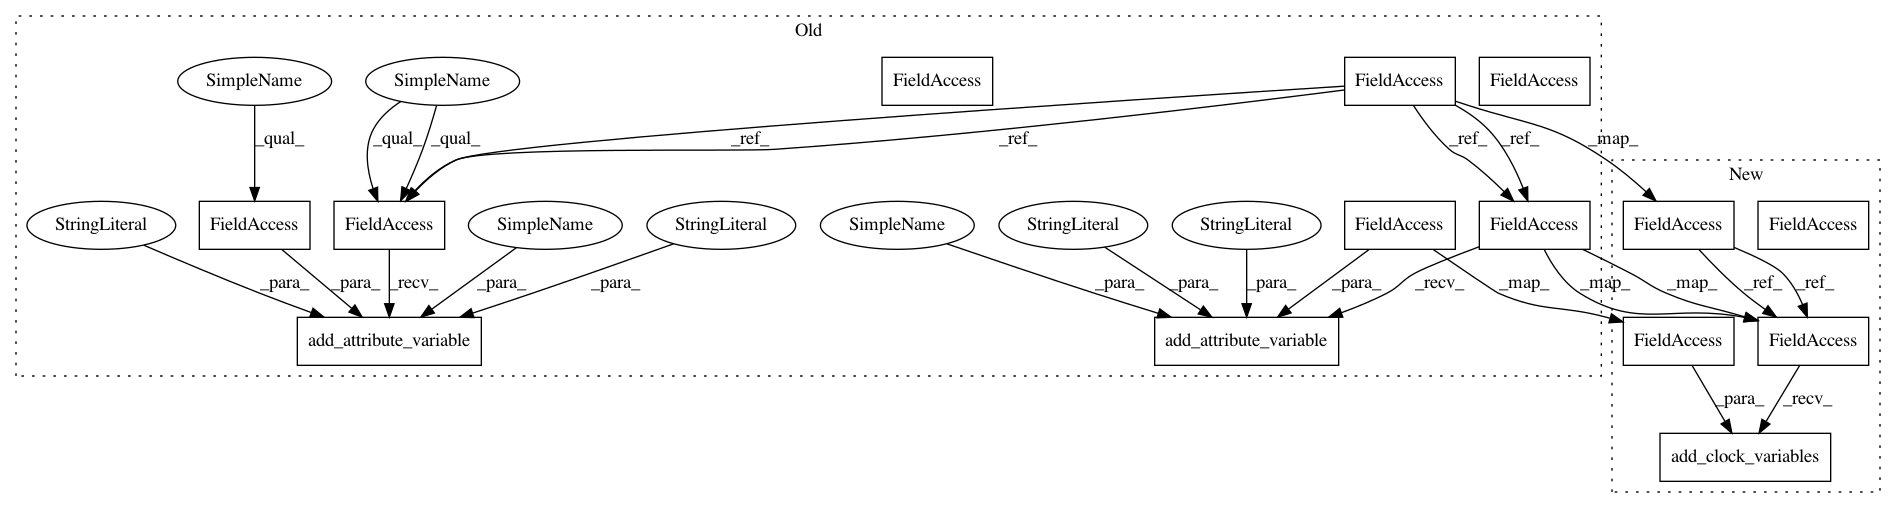 Old
SimpleName
SimpleName
FieldAccess
FieldAccess
FieldAccess
_qual_
_qual_
_qual_
_ref_
_ref_
_ref_
_ref_
_map_
New
StringLiteral
FieldAccess
FieldAccess
SimpleName
StringLiteral
SimpleName
StringLiteral
StringLiteral
FieldAccess
FieldAccess
FieldAccess
FieldAccess
_para_
_para_
_recv_
_para_
_para_
_para_
_para_
_para_
_para_
_recv_
_map_
_map_
_map_
_ref_
_ref_
add_attribute_variable
add_attribute_variable
FieldAccess
FieldAccess
_para_
_recv_
add_clock_variables